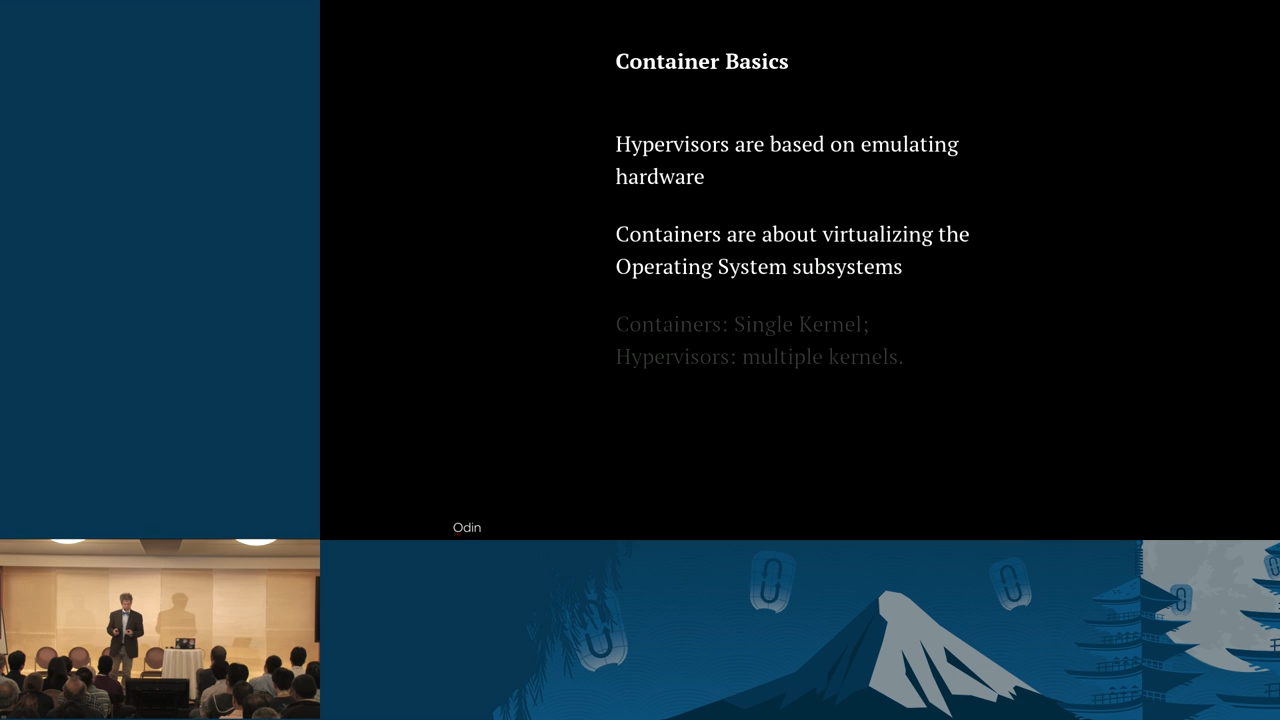 Container Basics
Hypervisors are based on emulating
hardware
Containers are about virtualizing the
Operating System subsystems
Containers: Single Kernel;
Hypervisors: multiple kernels.
Odin